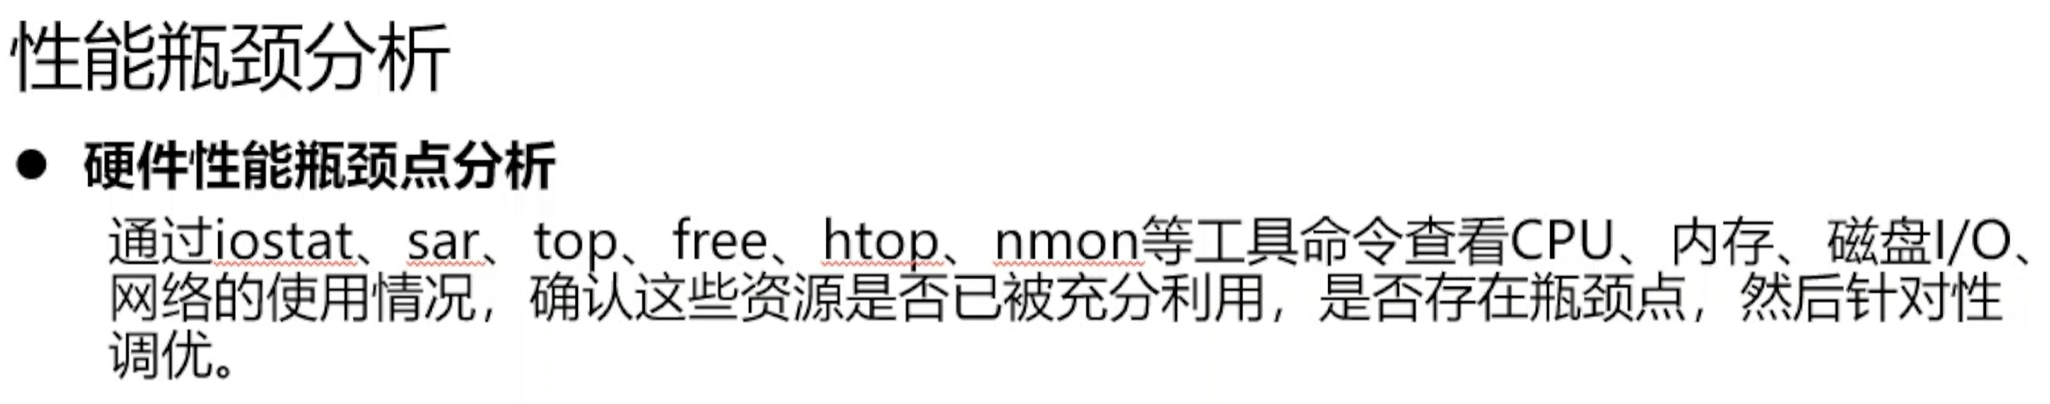 性能瓶颈分析
● 硬件性能瓶颈点分析
通过iostat、sar、top、free、htop、nmon等工具命令查看CPU、内存、磁盘I/O、
网络的使用情况，确认这些资源是否已被充分利用，是否存在瓶颈点，然后针对性
调优。